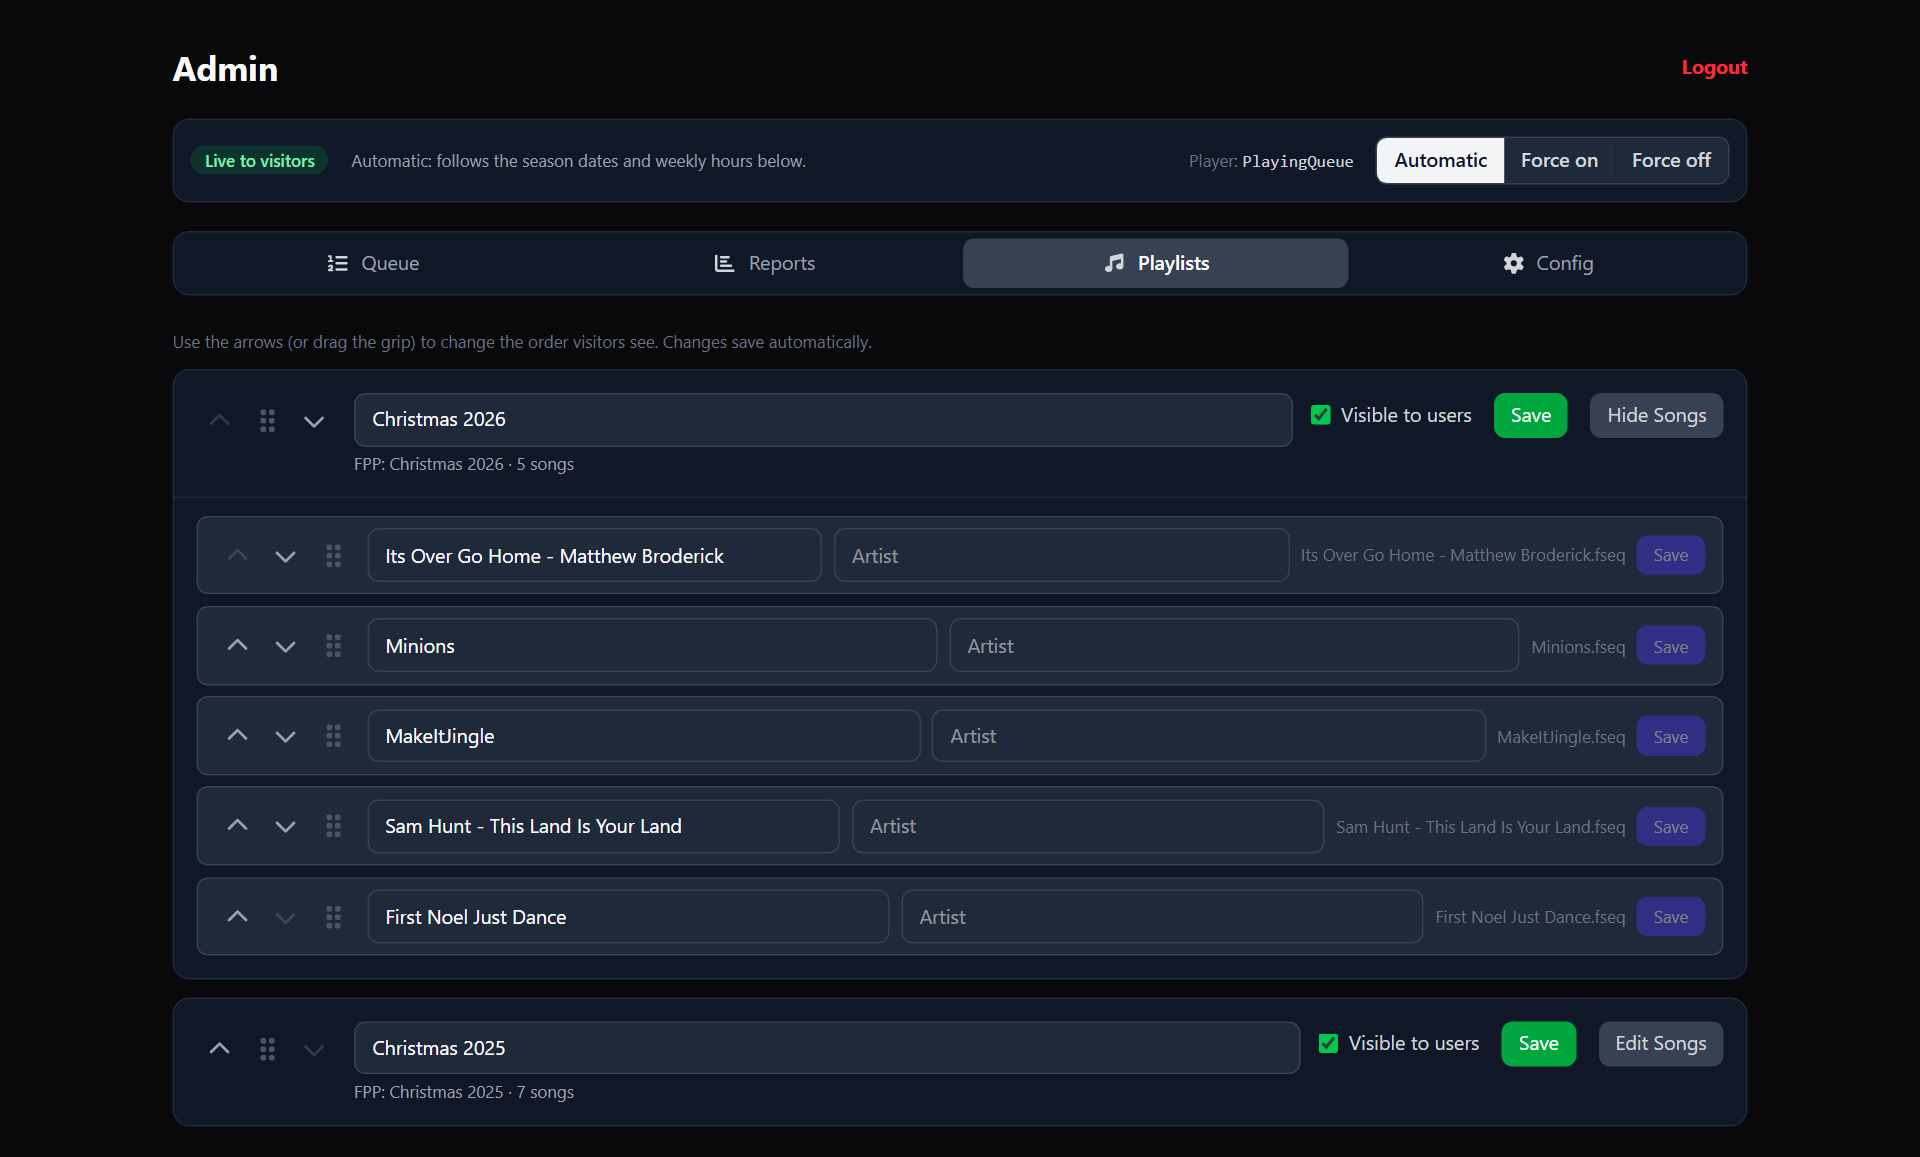 Admin
Logout
Live to visitors Automatic: follows the season dates and weekly hours below. Player: PlayingQueue Automatic Force on Force off
Queue Reports Playlists Config
Use the arrows (or drag the grip) to change the order visitors see. Changes save automatically.
Christmas 2026 Visible to users Save Hide Songs
FPP: Christmas 2026 · 5 songs
Its Over Go Home - Matthew Broderick Artist Its Over Go Home - Matthew Broderick.fseq Save
Minions Artist Minions.fseq Save
MakeItJingle Artist MakeItJingle.fseq Save
Sam Hunt - This Land Is Your Land Artist Sam Hunt - This Land Is Your Land.fseq Save
First Noel Just Dance Artist First Noel Just Dance.fseq Save
Christmas 2025 Visible to users Save Edit Songs
FPP: Christmas 2025 · 7 songs